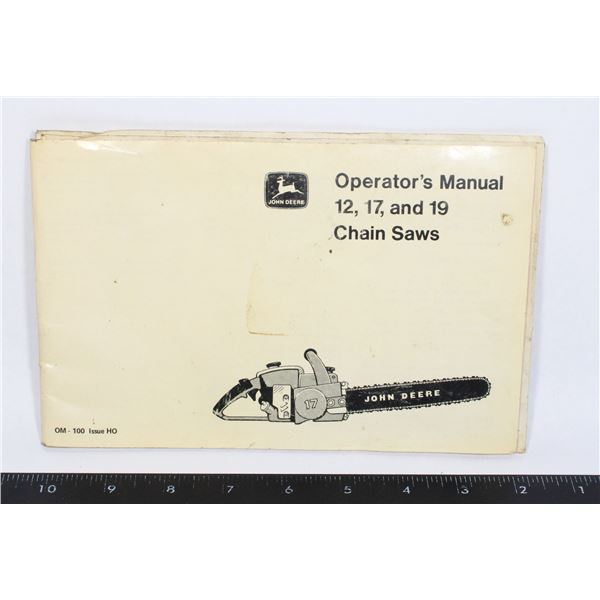 JOHN DEERE
Operator's Manual
12, 17, and 19
Chain Saws
17
JOHN DEERE
OM - 100 Issue HO
10 9 8 7 6 5 4 3 2 1